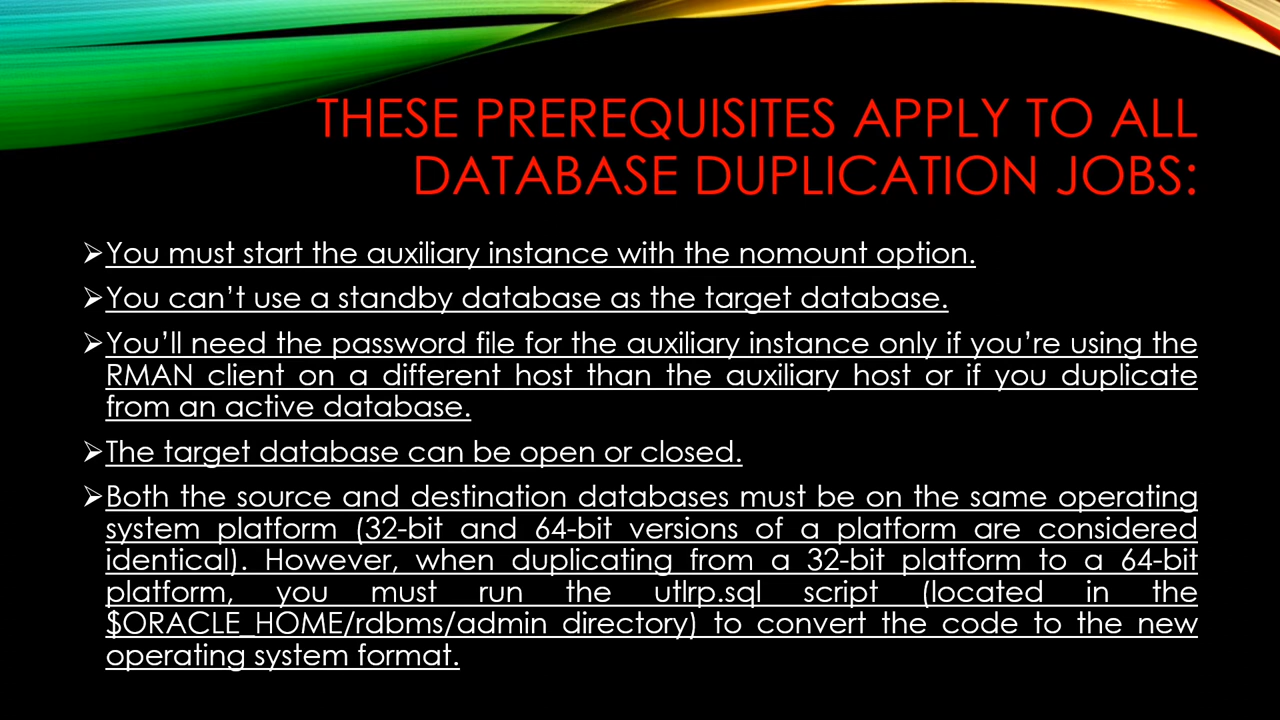 THESE PREREQUISITES APPLY TO ALL
DATABASE DUPLICATION JOBS:
➢You must start the auxiliary instance with the nomount option.
➢You can’t use a standby database as the target database.
➢You’ll need the password file for the auxiliary instance only if you’re using the
RMAN client on a different host than the auxiliary host or if you duplicate
from an active database.
➢The target database can be open or closed.
➢Both the source and destination databases must be on the same operating
system platform (32-bit and 64-bit versions of a platform are considered
identical). However, when duplicating from a 32-bit platform to a 64-bit
platform, you must run the utlrp.sql script (located in the
$ORACLE_HOME/rdbms/admin directory) to convert the code to the new
operating system format.